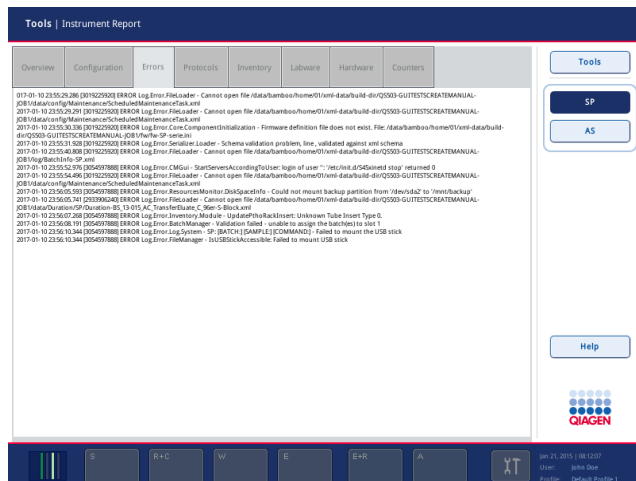 Tools | Instrument Report
Overview
Configuration
Errors
Protocols
Inventory
Labware
Hardware
Counters
017-01-10 23:55:29.286 [3019225920] ERROR Log.Error.FileLoader - Cannot open file /data/bamboo/home/01/xml-data/build-dir/QS503-GUITESTSCREATEMANUAL-
JOB1/data/config/Maintenance/ScheduledMaintenanceTask.xml
2017-01-10 23:55:29.291 [3019225920] ERROR Log.Error.FileLoader - Cannot open file /data/bamboo/home/01/xml-data/build-dir/QS503-GUITESTSCREATEMANUAL-
JOB1/data/config/Maintenance/ScheduledMaintenanceTask.xml
2017-01-10 23:55:30.336 [3019225920] ERROR Log.Error.Core.ComponentInitialization - Firmware definition file does not exist. File: /data/bamboo/home/01/xml-data/build-
dir/QS503-GUITESTSCREATEMANUAL-JOB1/fw/fw-SP-serie.ini
2017-01-10 23:55:31.928 [3019225920] ERROR Log.Error.Serializer.Loader - Schema validation problem, line , validated against xml schema
2017-01-10 23:55:40.808 [3019225920] ERROR Log.Error.FileLoader - Cannot open file /data/bamboo/home/01/xml-data/build-dir/QS503-GUITESTSCREATEMANUAL-
JOB1/log/BatchInfo-SP.xml
2017-01-10 23:55:52.976 [3054597888] ERROR Log.Error./CMGui - StartServersAccordingToUser: login of user '': '/etc/init.d/S45xinetd stop' returned 0
2017-01-10 23:55:54.496 [3054597888] ERROR Log.Error.FileLoader - Cannot open file /data/bamboo/home/01/xml-data/build-dir/QS503-GUITESTSCREATEMANUAL-
JOB1/data/config/Maintenance/ScheduledMaintenanceTask.xml
2017-01-10 23:56:05.593 [3054597888] ERROR Log.Error.ResourcesMonitor.DiskSpaceInfo - Could not mount backup partition from '/dev/sda2' to '/mnt/backup'
2017-01-10 23:56:05.741 [2933906240] ERROR Log.Error.FileLoader - Cannot open file /data/bamboo/home/01/xml-data/build-dir/QS503-GUITESTSCREATEMANUAL-
JOB1/data/Duration/SP/Duration-BS_13-015_AC_TransferEluate_C_96er-S-Block.xml
2017-01-10 23:56:07.268 [3054597888] ERROR Log.Error.Inventory.Module - UpdatePthoRackInsert: Unknown Tube Insert Type 0.
2017-01-10 23:56:08.191 [3054597888] ERROR Log.Error.BatchManager - Validation failed - unable to assign the batch(es) to slot 1
2017-01-10 23:56:10.344 [3054597888] ERROR Log.Error.Log.System - SP: [BATCH:] [SAMPLE:] [COMMAND:] - Failed to mount the USB stick
2017-01-10 23:56:10.344 [3054597888] ERROR Log.Error.FileManager - IsUSBStickAccessible: Failed to mount USB stick
Tools
SP
AS
Help
QIAGEN
S
R+C
W
E
E+R
A
Jan 21, 2015 | 08:12:07
User: John Doe
Profile: Default Profile 1